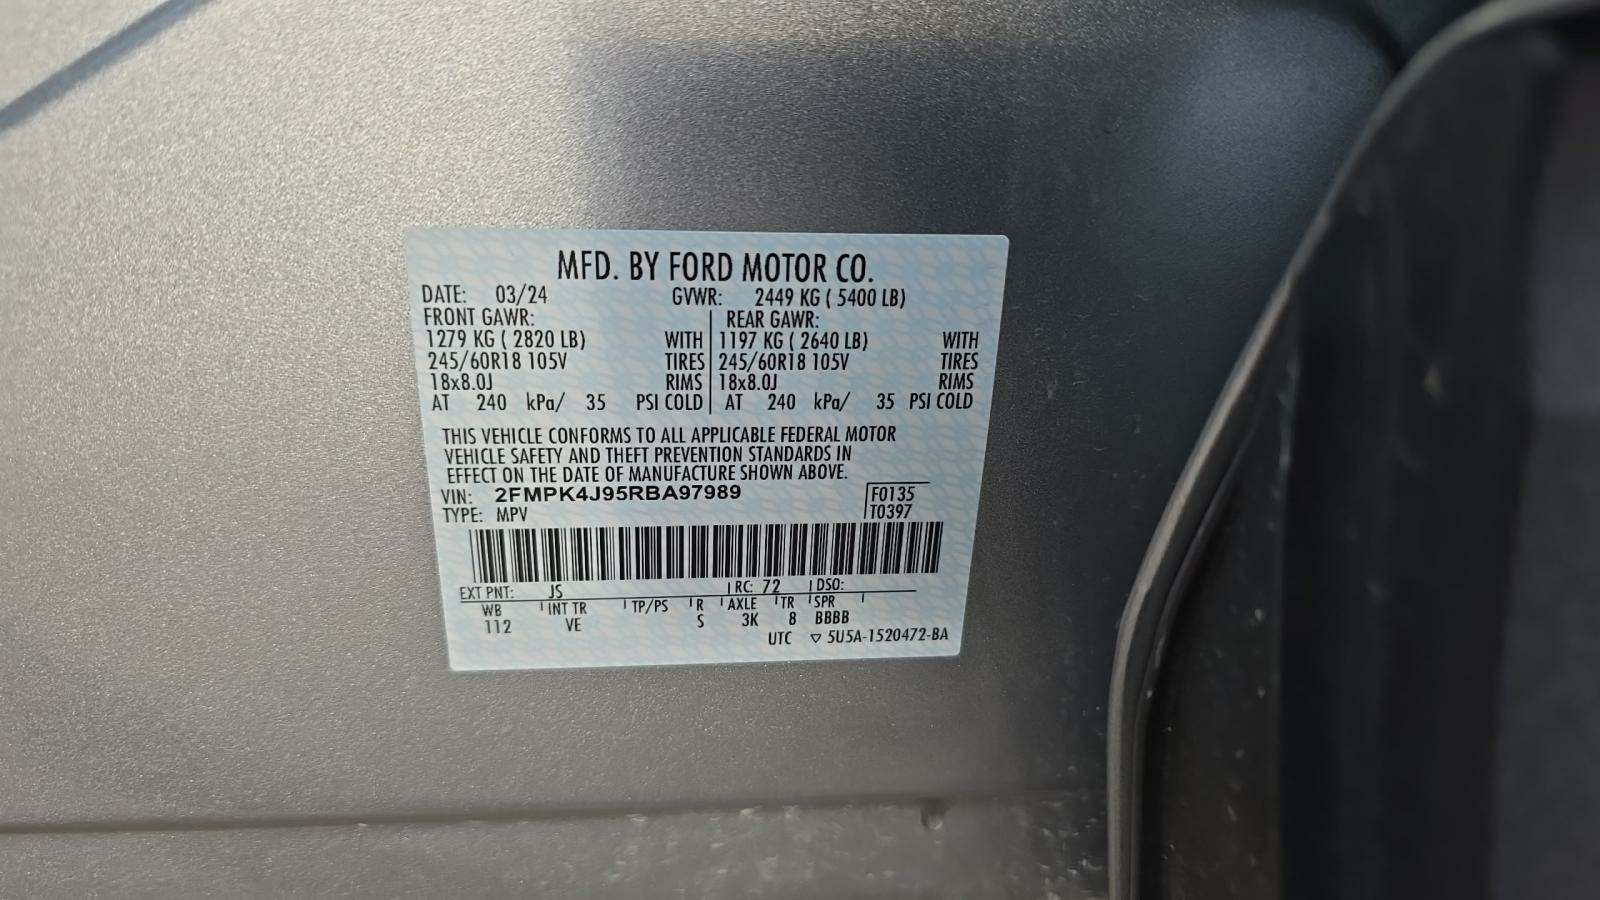 MFD. BY FORD MOTOR CO.
DATE: 03/24 GVWR: 2449 KG ( 5400 LB)
FRONT GAWR: REAR GAWR:
1279 KG ( 2820 LB) WITH 1197 KG ( 2640 LB) WITH
245/60R18 105V TIRES 245/60R18 105V TIRES
18x8.0J RIMS 18x8.0J RIMS
AT 240 kPa/ 35 PSI COLD AT 240 kPa/ 35 PSI COLD
THIS VEHICLE CONFORMS TO ALL APPLICABLE FEDERAL MOTOR
VEHICLE SAFETY AND THEFT PREVENTION STANDARDS IN
EFFECT ON THE DATE OF MANUFACTURE SHOWN ABOVE.
VIN: 2FMPK4J95RBA97989 F0135
TYPE: MPV T0397
EXT PNT: JS RC: 72 DSO:
WB INT TR TP/PS R AXLE TR SPR
112 VE S 3K 8 BBBB
UTC ▽ 5U5A-1520472-BA